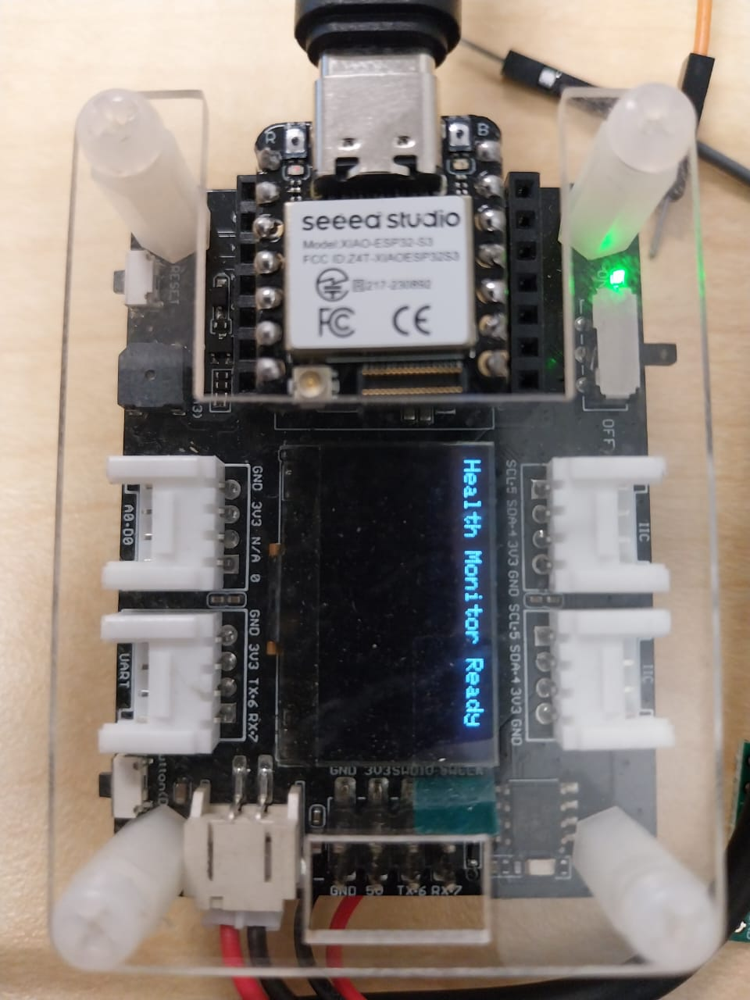 R
B
seeed studio
Model:XIAO-ESP32-S3
FCC ID:Z4T-XIAOESP32S3
R 217-230892
FC CE
RESET
ON
OFF
Health Monitor Ready
GND 3V3 N/A 0
A0·D0
SCL·5 SDA·4 3V3 GND
IIC
GND 3V3 TX·6 RX·7
UART
SCL·5 SDA·4 3V3 GND
IIC
GND 3V3 SWDIO SWCLK
GND 5V TX·6 RX·7